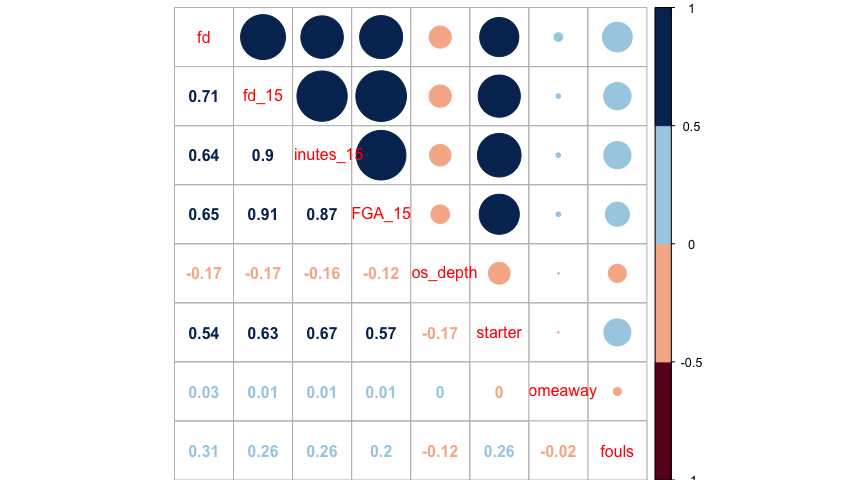 fd
0.71 fd_15
0.64 0.9 inutes_15
0.65 0.91 0.87 FGA_15
-0.17 -0.17 -0.16 -0.12 os_depth
0.54 0.63 0.67 0.57 -0.17 starter
0.03 0.01 0.01 0.01 0 0 omeaway
0.31 0.26 0.26 0.2 -0.12 0.26 -0.02 fouls
1
0.5
0
-0.5